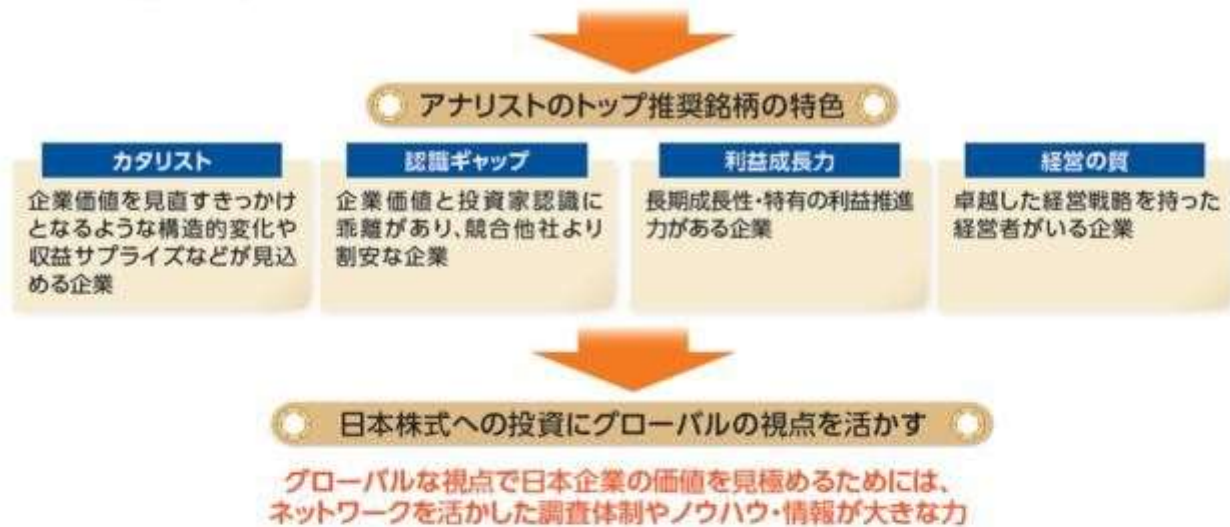 アナリストのトップ推奨銘柄の特色
カタリスト
企業価値を見直すきっかけ
となるような構造的変化や
収益サプライズなどが見込
める企業
認識ギャップ
企業価値と投資家認識に
乖離があり、競合他社より
割安な企業
利益成長力
長期成長性・特有の利益推進
力がある企業
経営の質
卓越した経営戦略を持った
経営者がいる企業
日本株式への投資にグローバルの視点を活かす
グローバルな視点で日本企業の価値を見極めるためには、
ネットワークを活かした調査体制やノウハウ・情報が大きな力